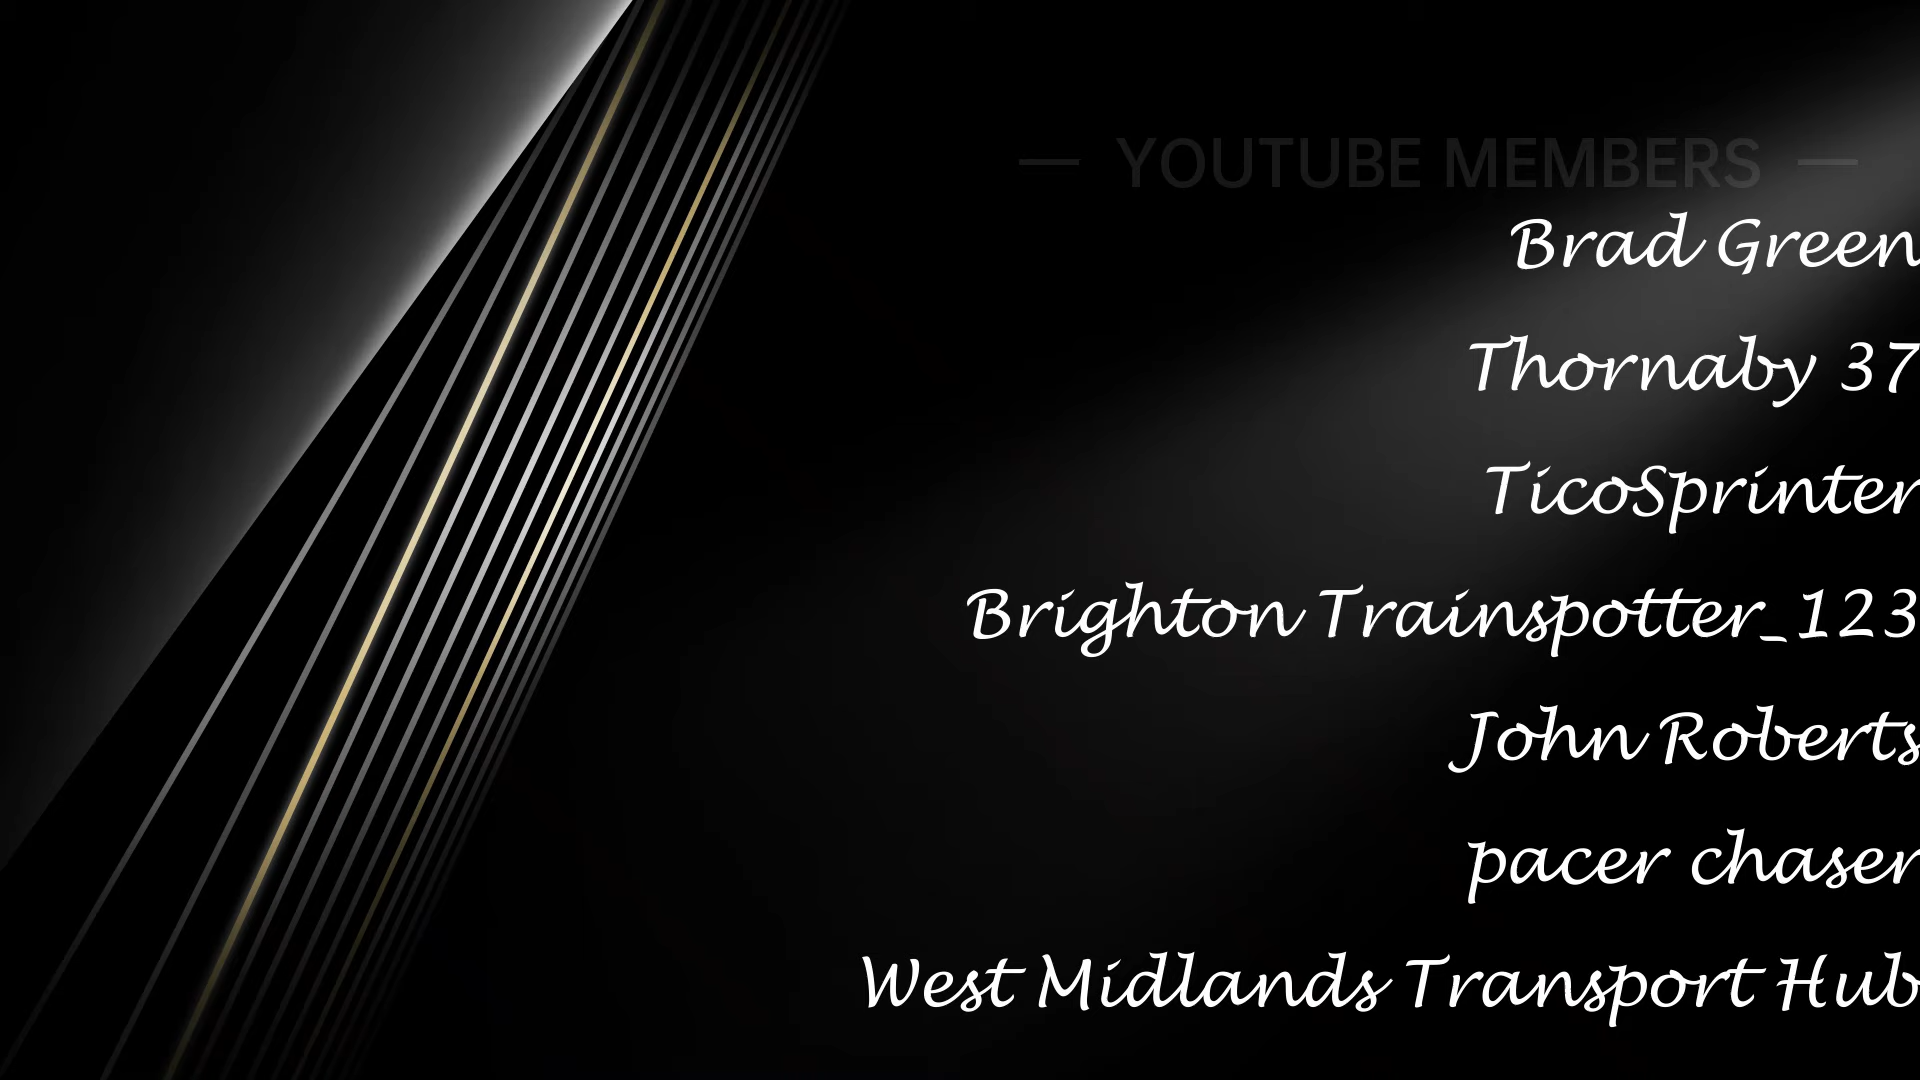 — YOUTUBE MEMBERS —
Brad Green
Thornaby 37
TicoSprinter
Brighton Trainspotter_123
John Roberts
pacer chaser
West Midlands Transport Hub